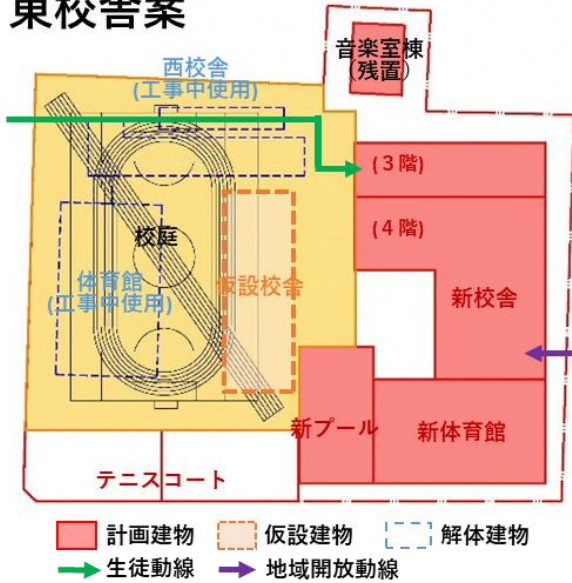 東校舎案
音楽室棟
(残置)
西校舎
(工事中使用)
(3階)
(4階)
校庭
体育館
(工事中使用)
仮設校舎
新校舎
新プール
新体育館
テニスコート
計画建物
仮設建物
解体建物
生徒動線
地域開放動線